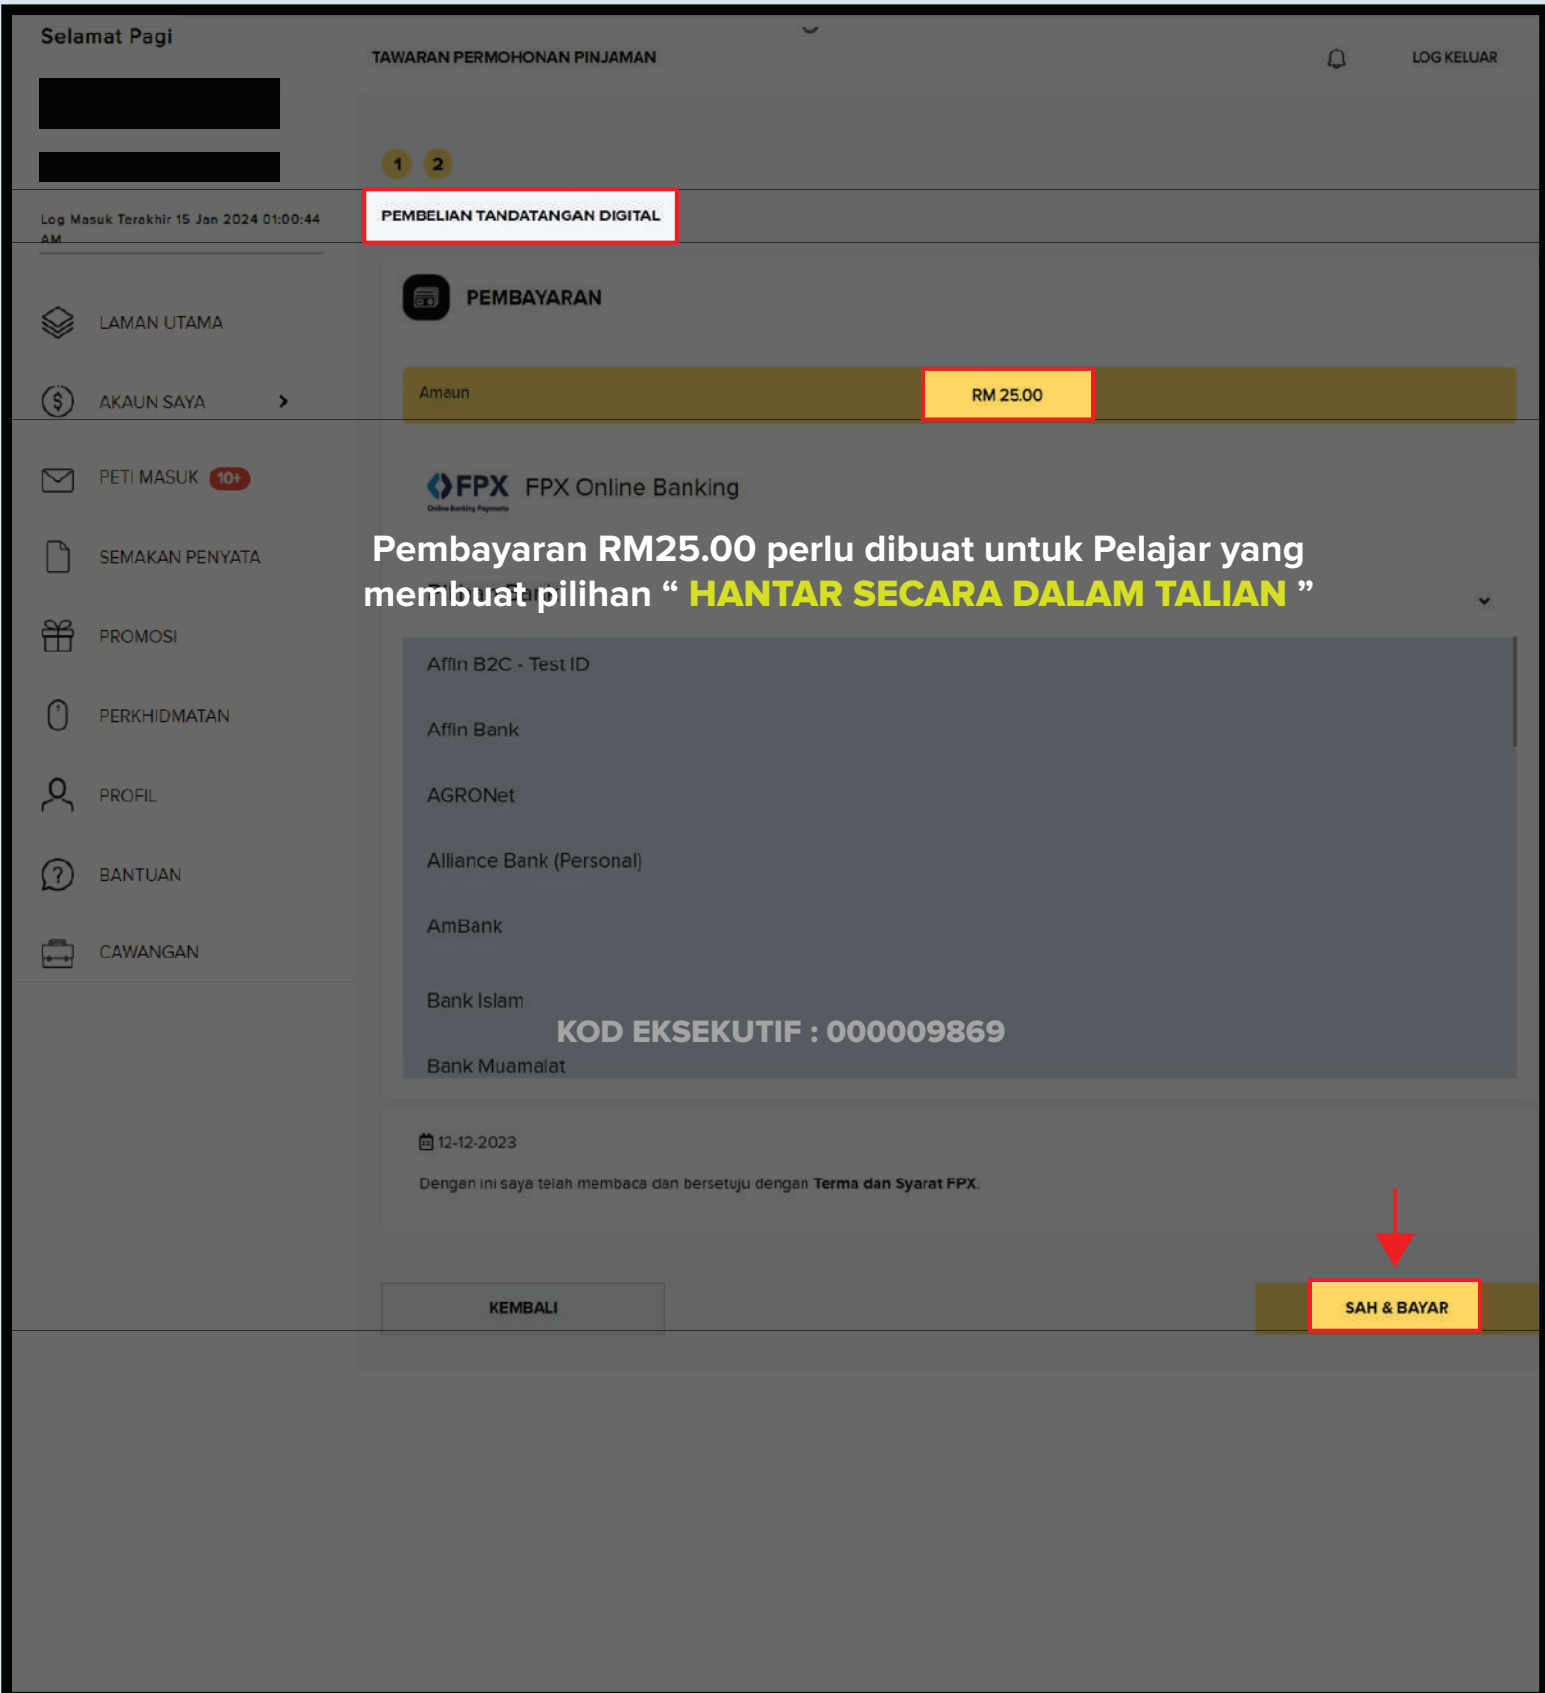 Selamat Pagi
TAWARAN PERMOHONAN PINJAMAN
LOG KELUAR
1 2
Log Masuk Terakhir 15 Jan 2024 01:00:44
AM
PEMBELIAN TANDATANGAN DIGITAL
PEMBAYARAN
LAMAN UTAMA
AKAUN SAYA
Amaun
RM 25.00
PETI MASUK 10+
FPX
Online Banking Payments
FPX Online Banking
SEMAKAN PENYATA
Pembayaran RM25.00 perlu dibuat untuk Pelajar yang
membuat pilihan “ HANTAR SECARA DALAM TALIAN ”
PROMOSI
Affin B2C - Test ID
PERKHIDMATAN
Affin Bank
PROFIL
AGRONet
BANTUAN
Alliance Bank (Personal)
AmBank
CAWANGAN
Bank Islam
KOD EKSEKUTIF : 000009869
Bank Muamalat
12-12-2023
Dengan ini saya telah membaca dan bersetuju dengan Terma dan Syarat FPX.
KEMBALI
SAH & BAYAR